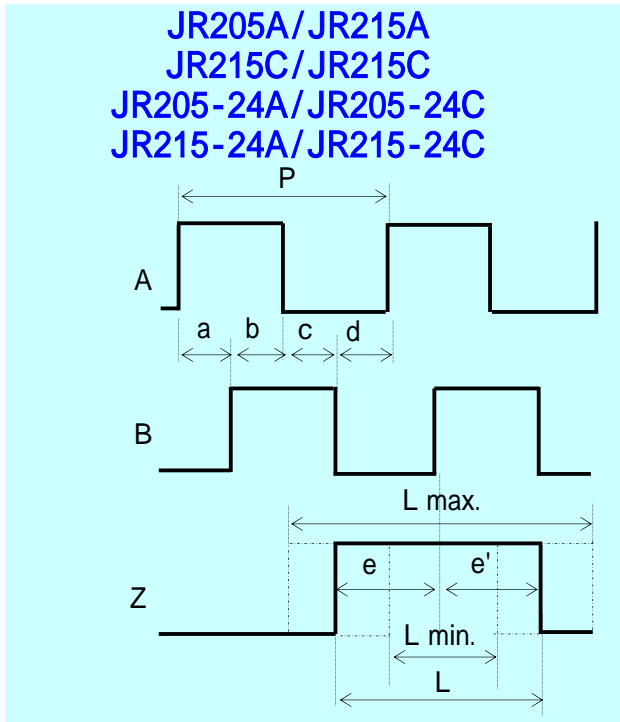 JR205A/JR215A
JR215C/JR215C
JR205-24A/JR205-24C
JR215-24A/JR215-24C
P
A
a b c d
B
L max.
e e'
Z
L min.
L